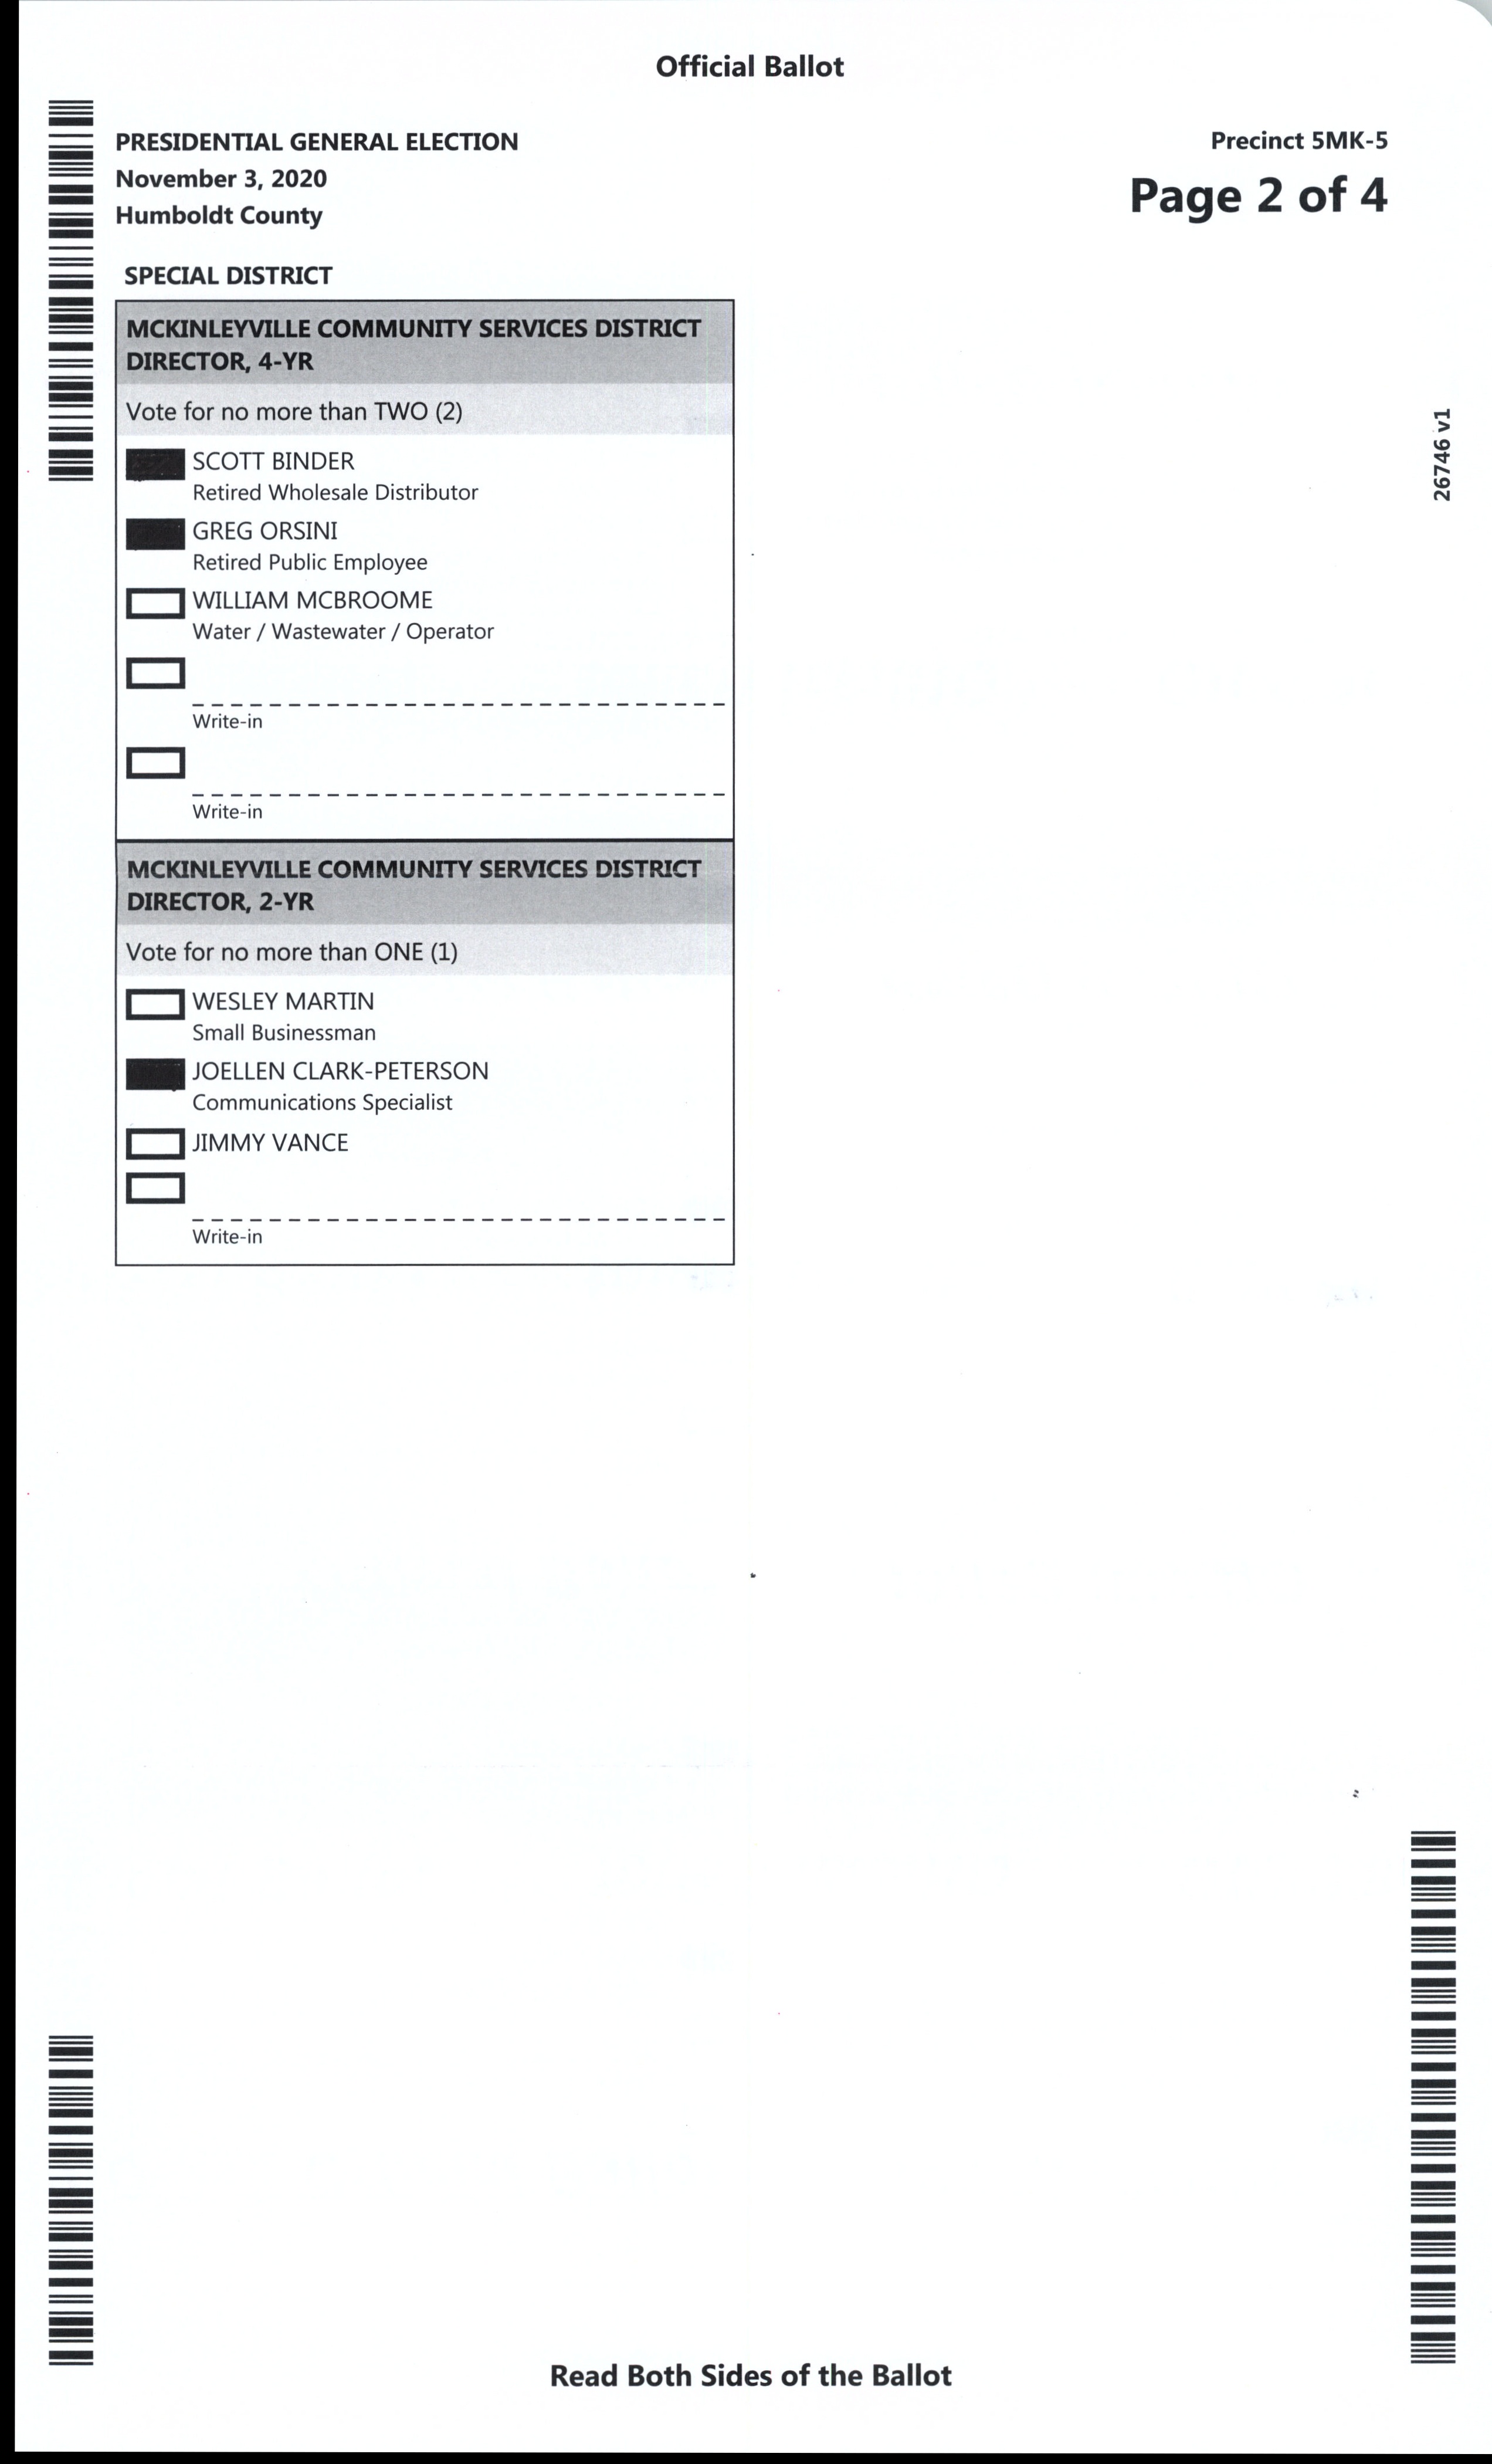 Official Ballot
PRESIDENTIAL GENERAL ELECTION
November 3, 2020
Humboldt County
Precinct 5MK-5
Page 2 of 4
SPECIAL DISTRICT
MCKINLEYVILLE COMMUNITY SERVICES DISTRICT
DIRECTOR, 4-YR
Vote for no more than TWO (2)
SCOTT BINDER
Retired Wholesale Distributor
GREG ORSINI
Retired Public Employee
WILLIAM MCBROOME
Water / Wastewater / Operator
Write-in
Write-in
MCKINLEYVILLE COMMUNITY SERVICES DISTRICT
DIRECTOR, 2-YR
Vote for no more than ONE (1)
WESLEY MARTIN
Small Businessman
JOELLEN CLARK-PETERSON
Communications Specialist
JIMMY VANCE
Write-in
26746 v1
Read Both Sides of the Ballot